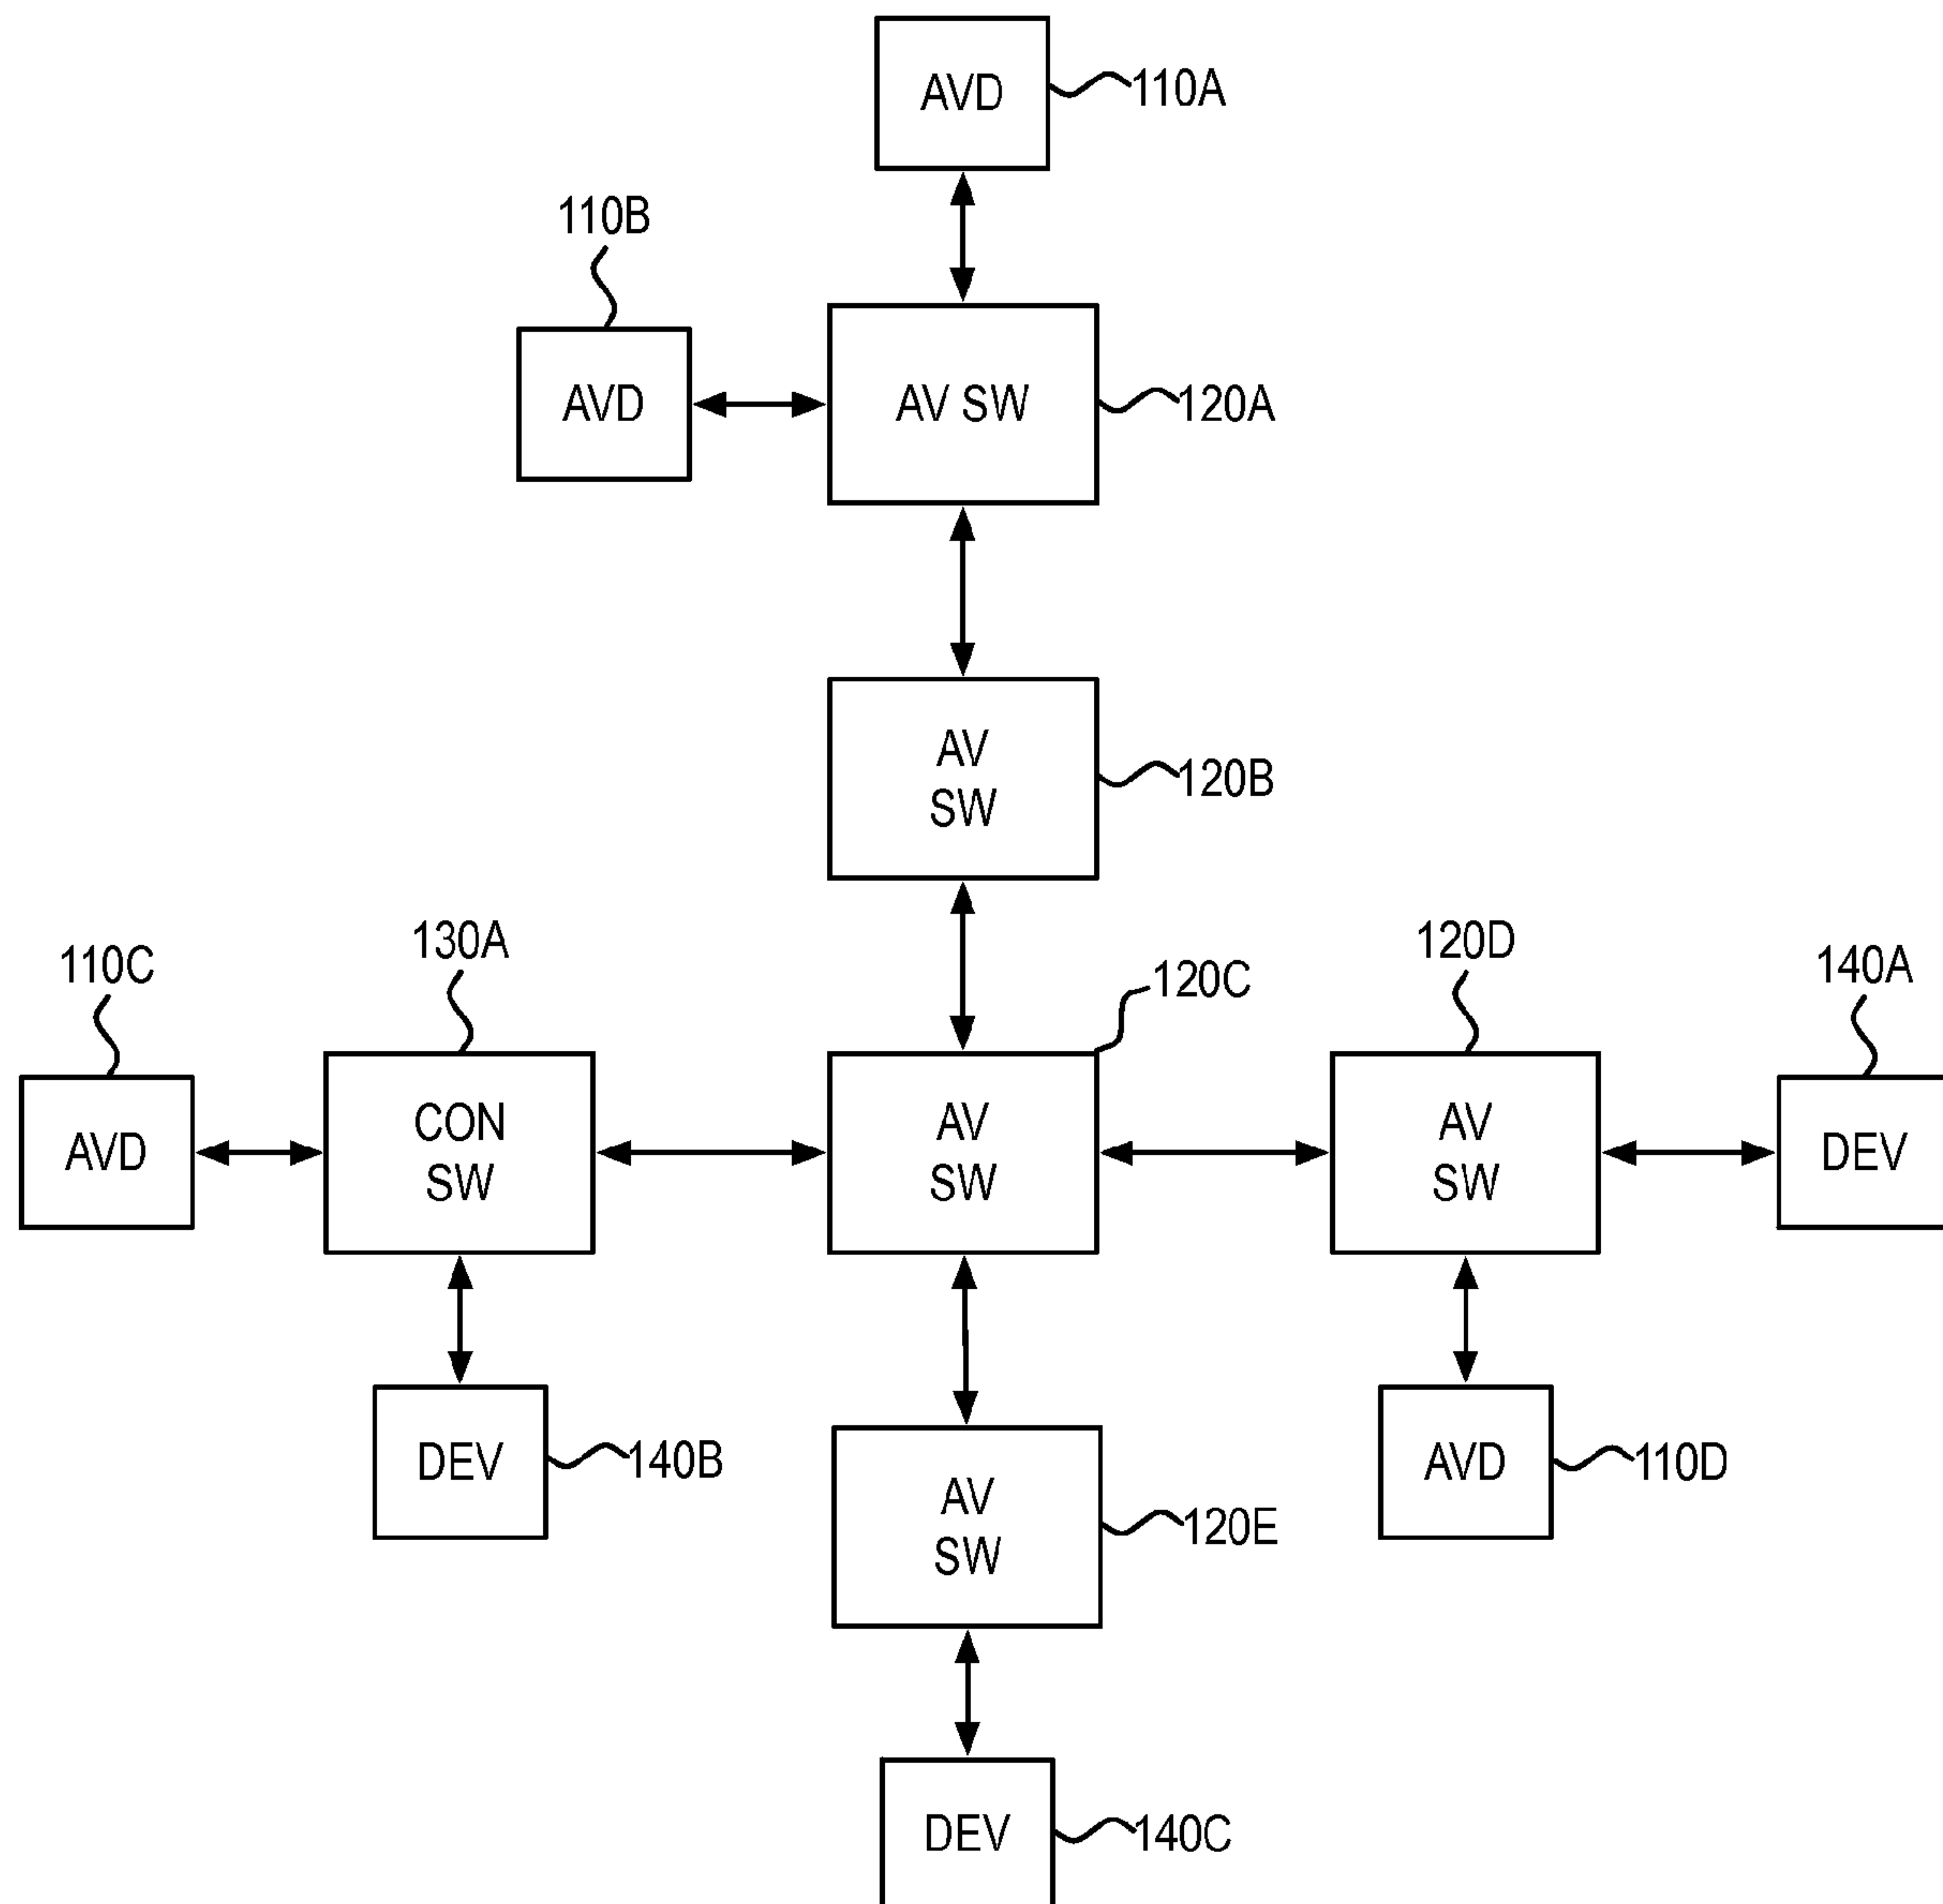 AVD
110A
110B
AVD
AV SW
120A
AV
SW
120B
110C
130A
120C
120D
140A
AVD
CON
SW
AV
SW
AV
SW
DEV
DEV
140B
AV
SW
120E
AVD
110D
DEV
140C